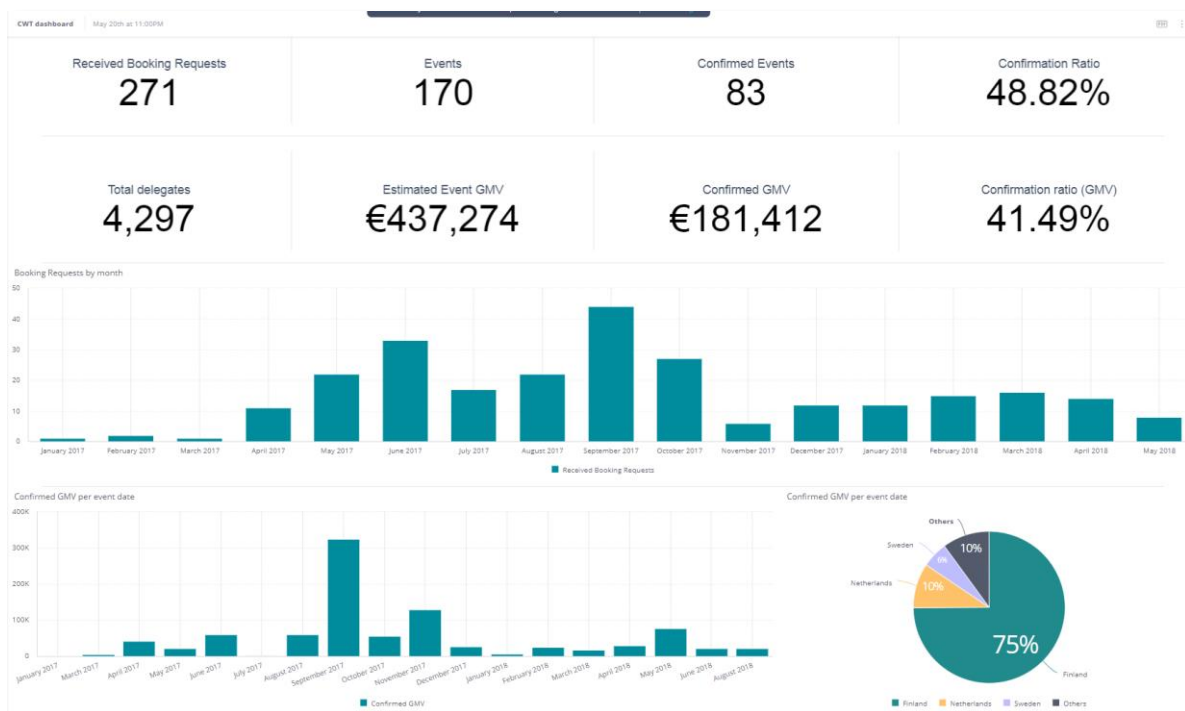 CWT dashboard May 20th at 11:00PM
Received Booking Requests
271
Events
170
Confirmed Events
83
Confirmation Ratio
48.82%
Total delegates
4,297
Estimated Event GMV
€437,274
Confirmed GMV
€181,412
Confirmation ratio (GMV)
41.49%
Booking Requests by month
50
40
30
20
10
0
January 2017 February 2017 March 2017 April 2017 May 2017 June 2017 July 2017 August 2017 September 2017 October 2017 November 2017 December 2017 January 2018 February 2018 March 2018 April 2018 May 2018
Received Booking Requests
Confirmed GMV per event date
400K
300K
200K
100K
0
January 2017 March 2017 April 2017 May 2017 June 2017 July 2017 August 2017 September 2017 October 2017 November 2017 December 2017 January 2018 February 2018 March 2018 April 2018 May 2018 June 2018 August 2018
Confirmed GMV
Confirmed GMV per event date
Others
10%
Sweden
6%
Netherlands
10%
75%
Finland
Finland Netherlands Sweden Others